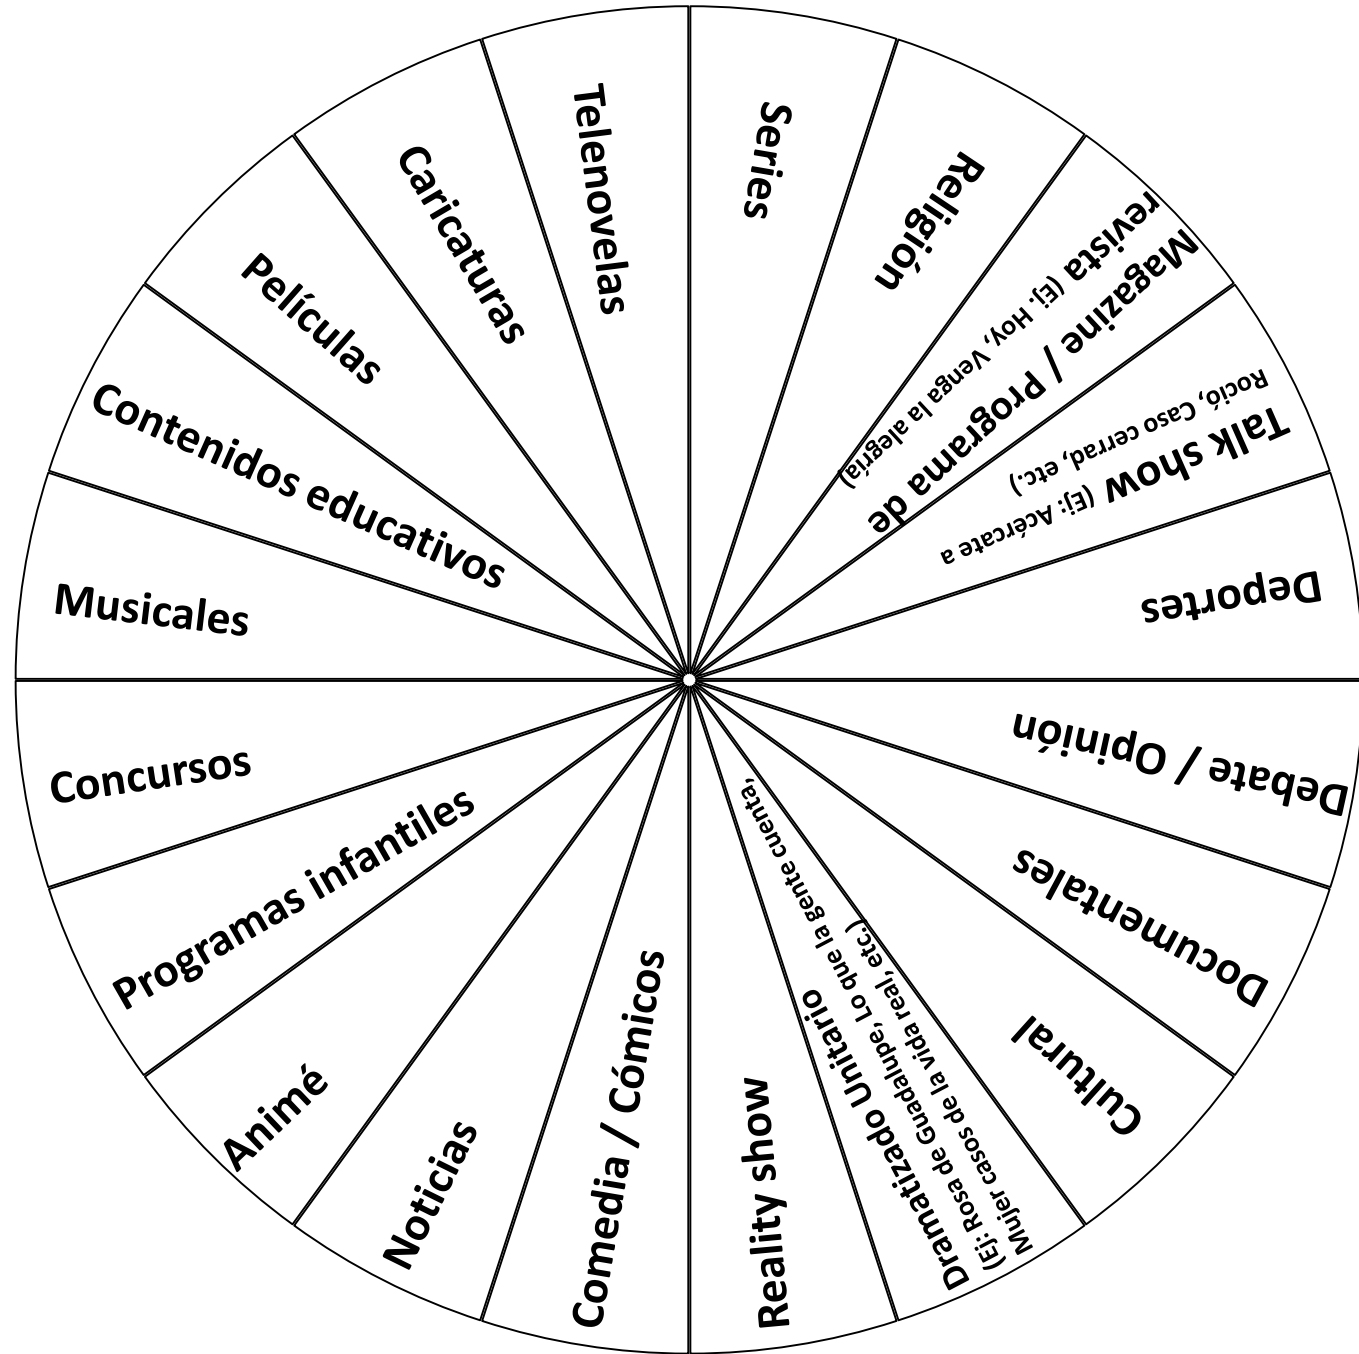 Series
Religión
Magazine / Programa de
revista (Ej. Hoy, Venga la alegría)
Talk show (Ej: Acércate a
Roció, Caso cerrad, etc.)
Deportes
Debate / Opinión
Documentales
Cultural
Dramatizado Unitario
(Ej: Rosa de Guadalupe, Lo que la gente cuenta,
Mujer casos de la vida real, etc.)
Reality show
Comedia / Cómicos
Noticias
Animé
Programas infantiles
Concursos
Musicales
Contenidos educativos
Películas
Caricaturas
Telenovelas